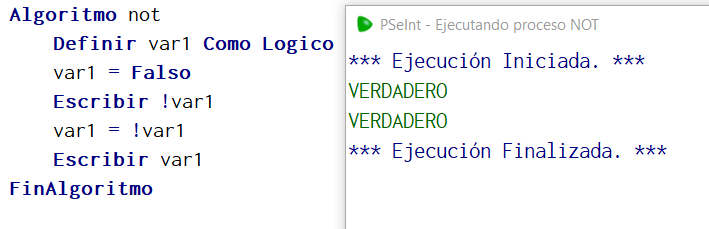 Algoritmo not
    Definir var1 Como Logico
    var1 = Falso
    Escribir !var1
    var1 = !var1
    Escribir var1
FinAlgoritmo
PSeInt - Ejecutando proceso NOT
*** Ejecución Iniciada. ***
VERDADERO
VERDADERO
*** Ejecución Finalizada. ***